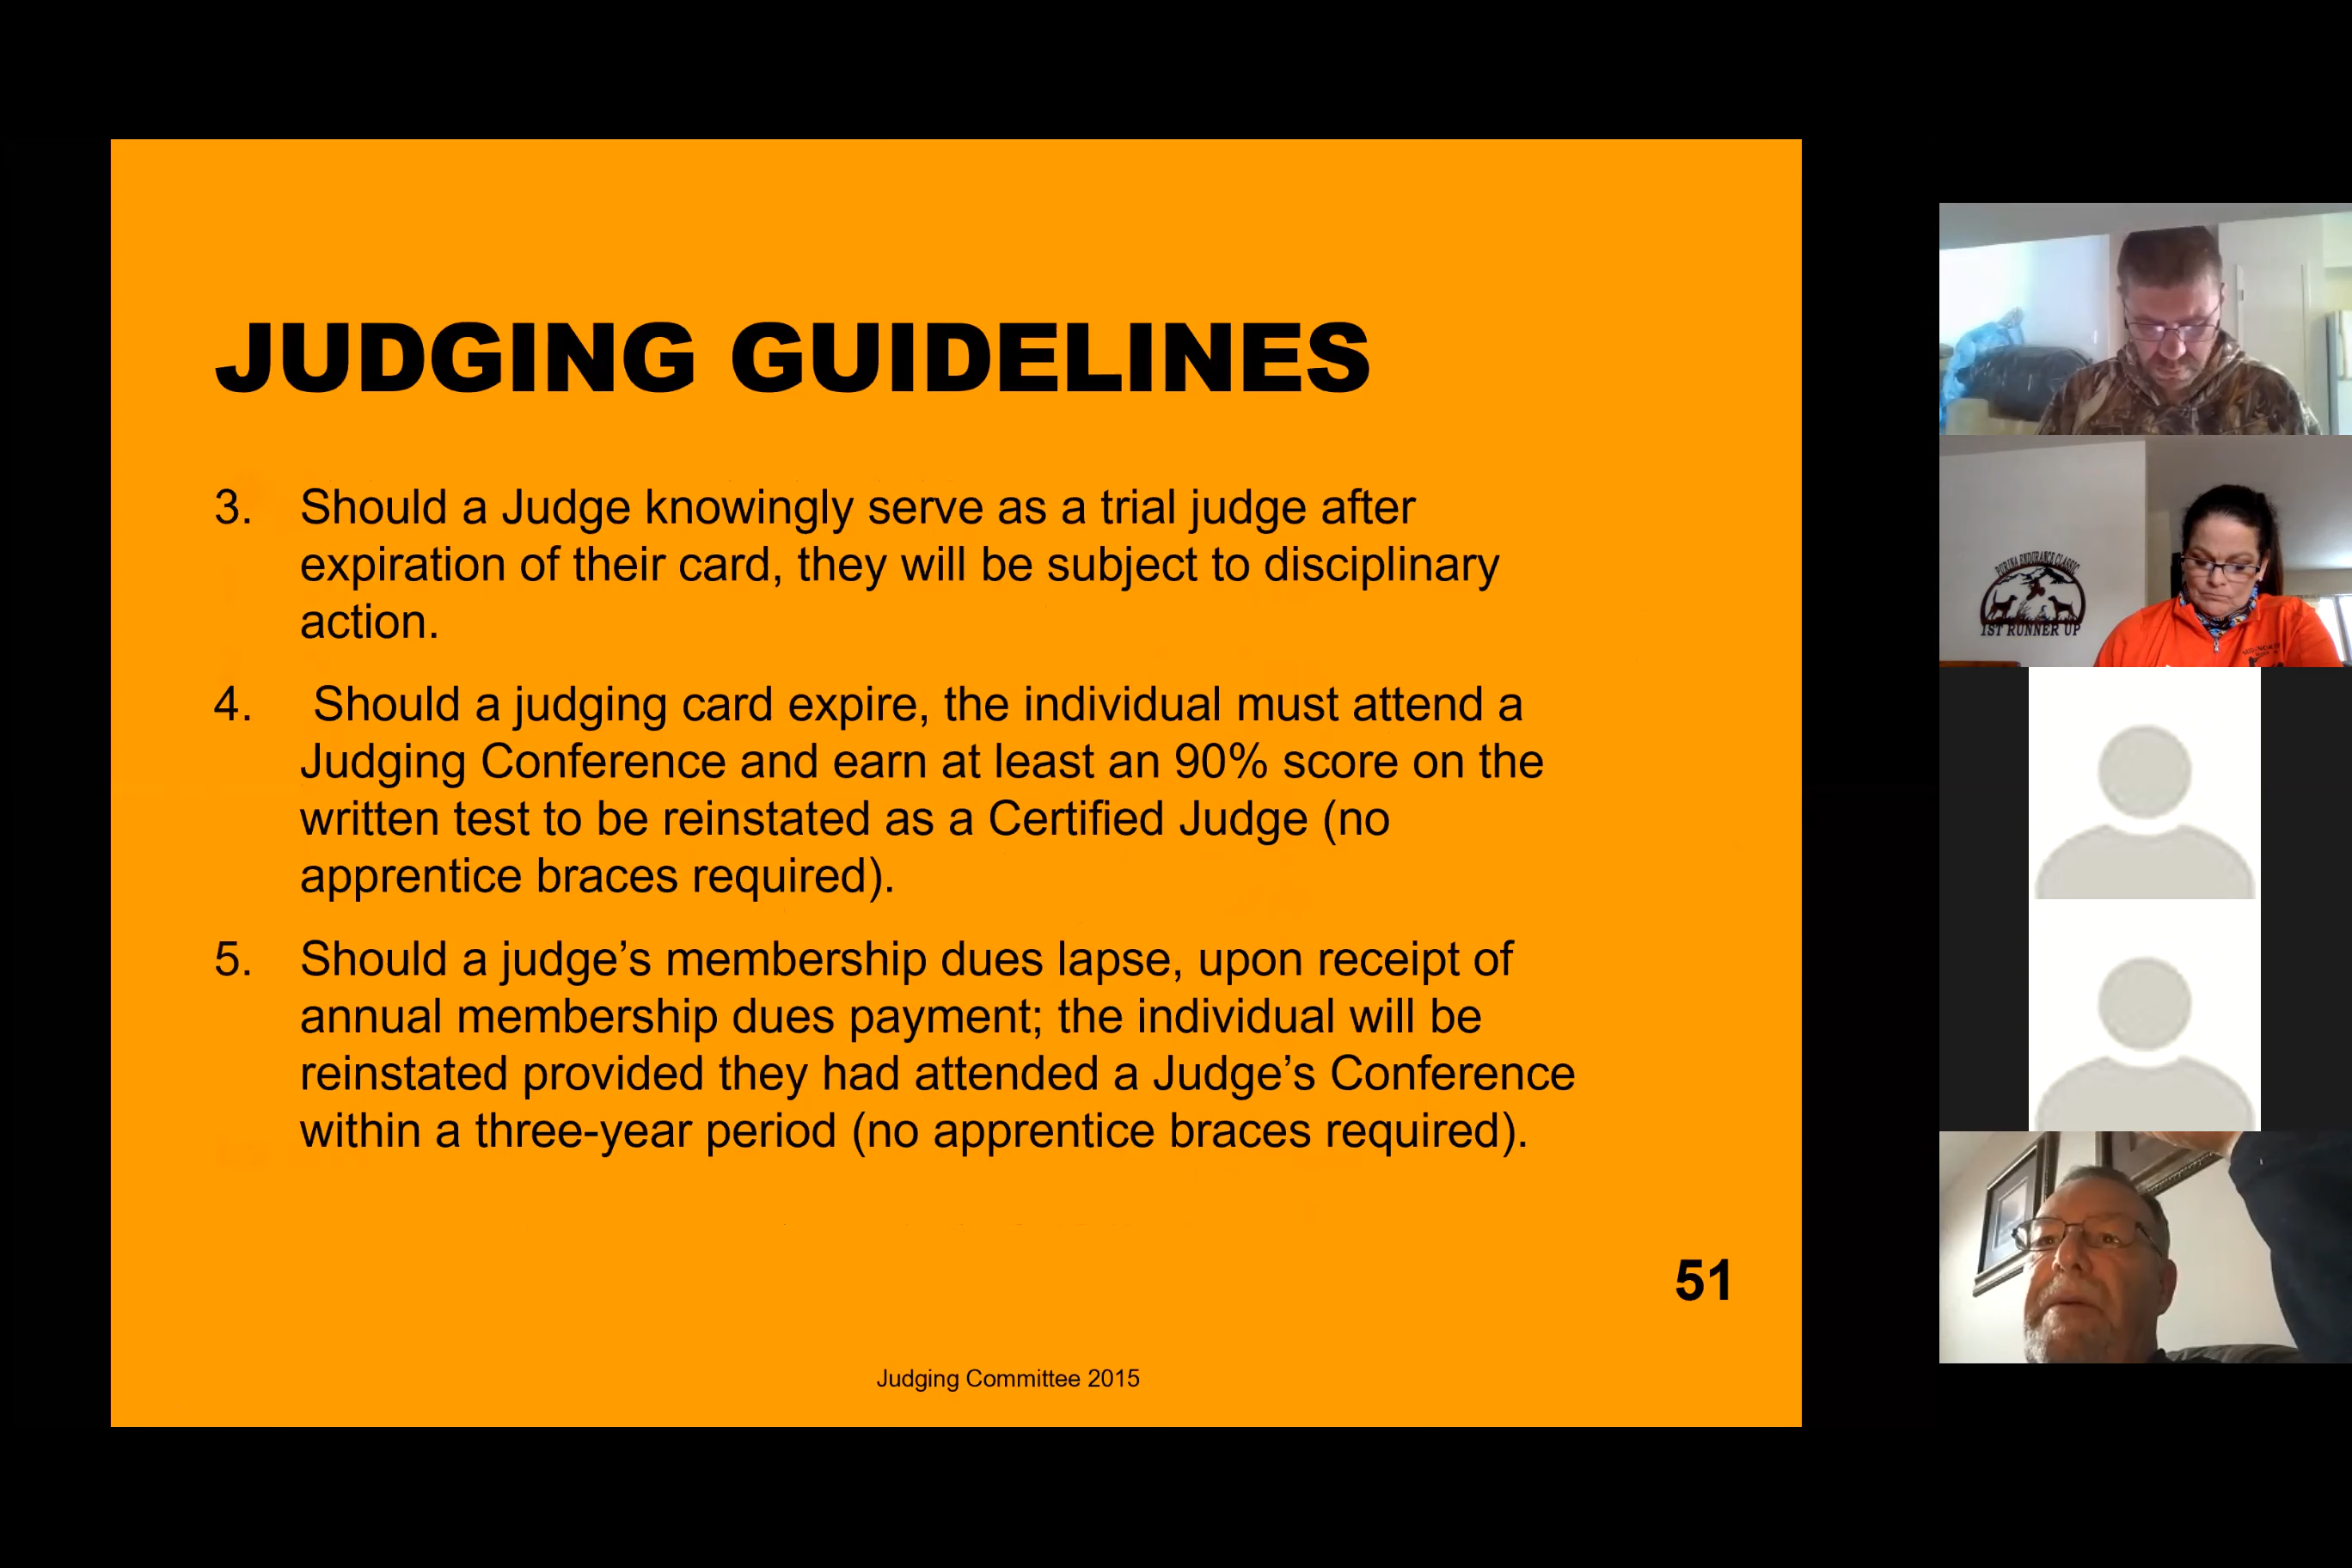 JUDGING GUIDELINES
3. Should a Judge knowingly serve as a trial judge after
expiration of their card, they will be subject to disciplinary
action.
4. Should a judging card expire, the individual must attend a
Judging Conference and earn at least an 90% score on the
written test to be reinstated as a Certified Judge (no
apprentice braces required).
5. Should a judge’s membership dues lapse, upon receipt of
annual membership dues payment; the individual will be
reinstated provided they had attended a Judge’s Conference
within a three-year period (no apprentice braces required).
51
Judging Committee 2015
PURINA ENDURANCE CLASSIC
1ST RUNNER UP